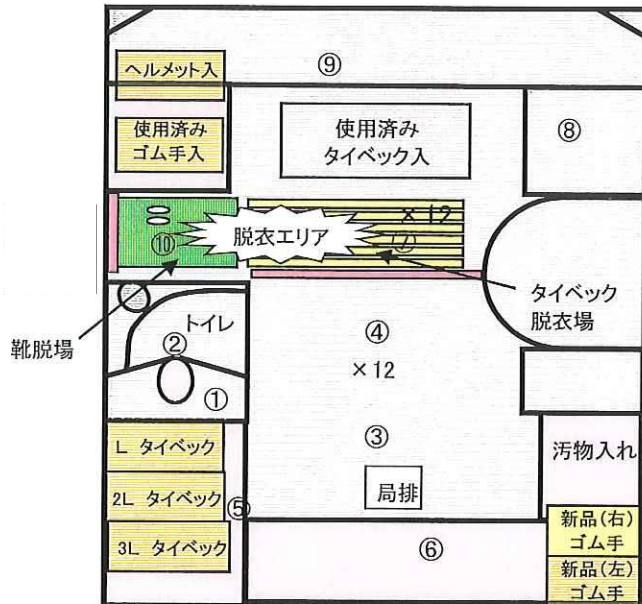 ヘルメット入
⑨
使用済み
ゴム手入
使用済み
タイベック入
⑧
×12
⑩
脱衣エリア
⑦
靴脱場
タイベック
脱衣場
トイレ
②
①
④
×12
③
局排
L タイベック
2L タイベック
3L タイベック
⑤
⑥
汚物入れ
新品(右)
ゴム手
新品(左)
ゴム手